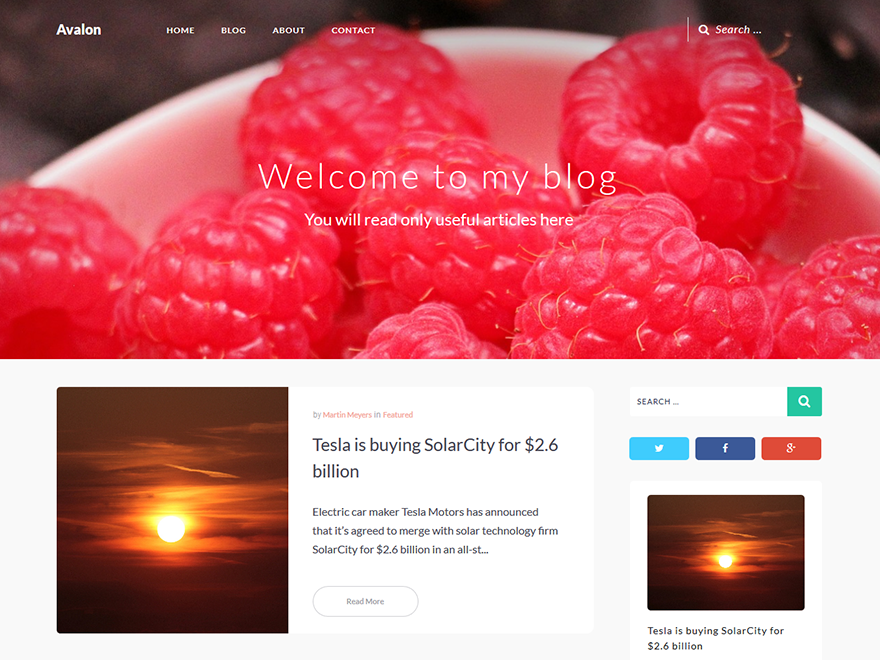 Avalon HOME BLOG ABOUT CONTACT Search ...
Welcome to my blog
You will read only useful articles here
by Martin Meyers in Featured
Tesla is buying SolarCity for $2.6
billion
Electric car maker Tesla Motors has announced
that it’s agreed to merge with solar technology firm
SolarCity for $2.6 billion in an all-st...
Read More
SEARCH ...
f
g+
Tesla is buying SolarCity for
$2.6 billion